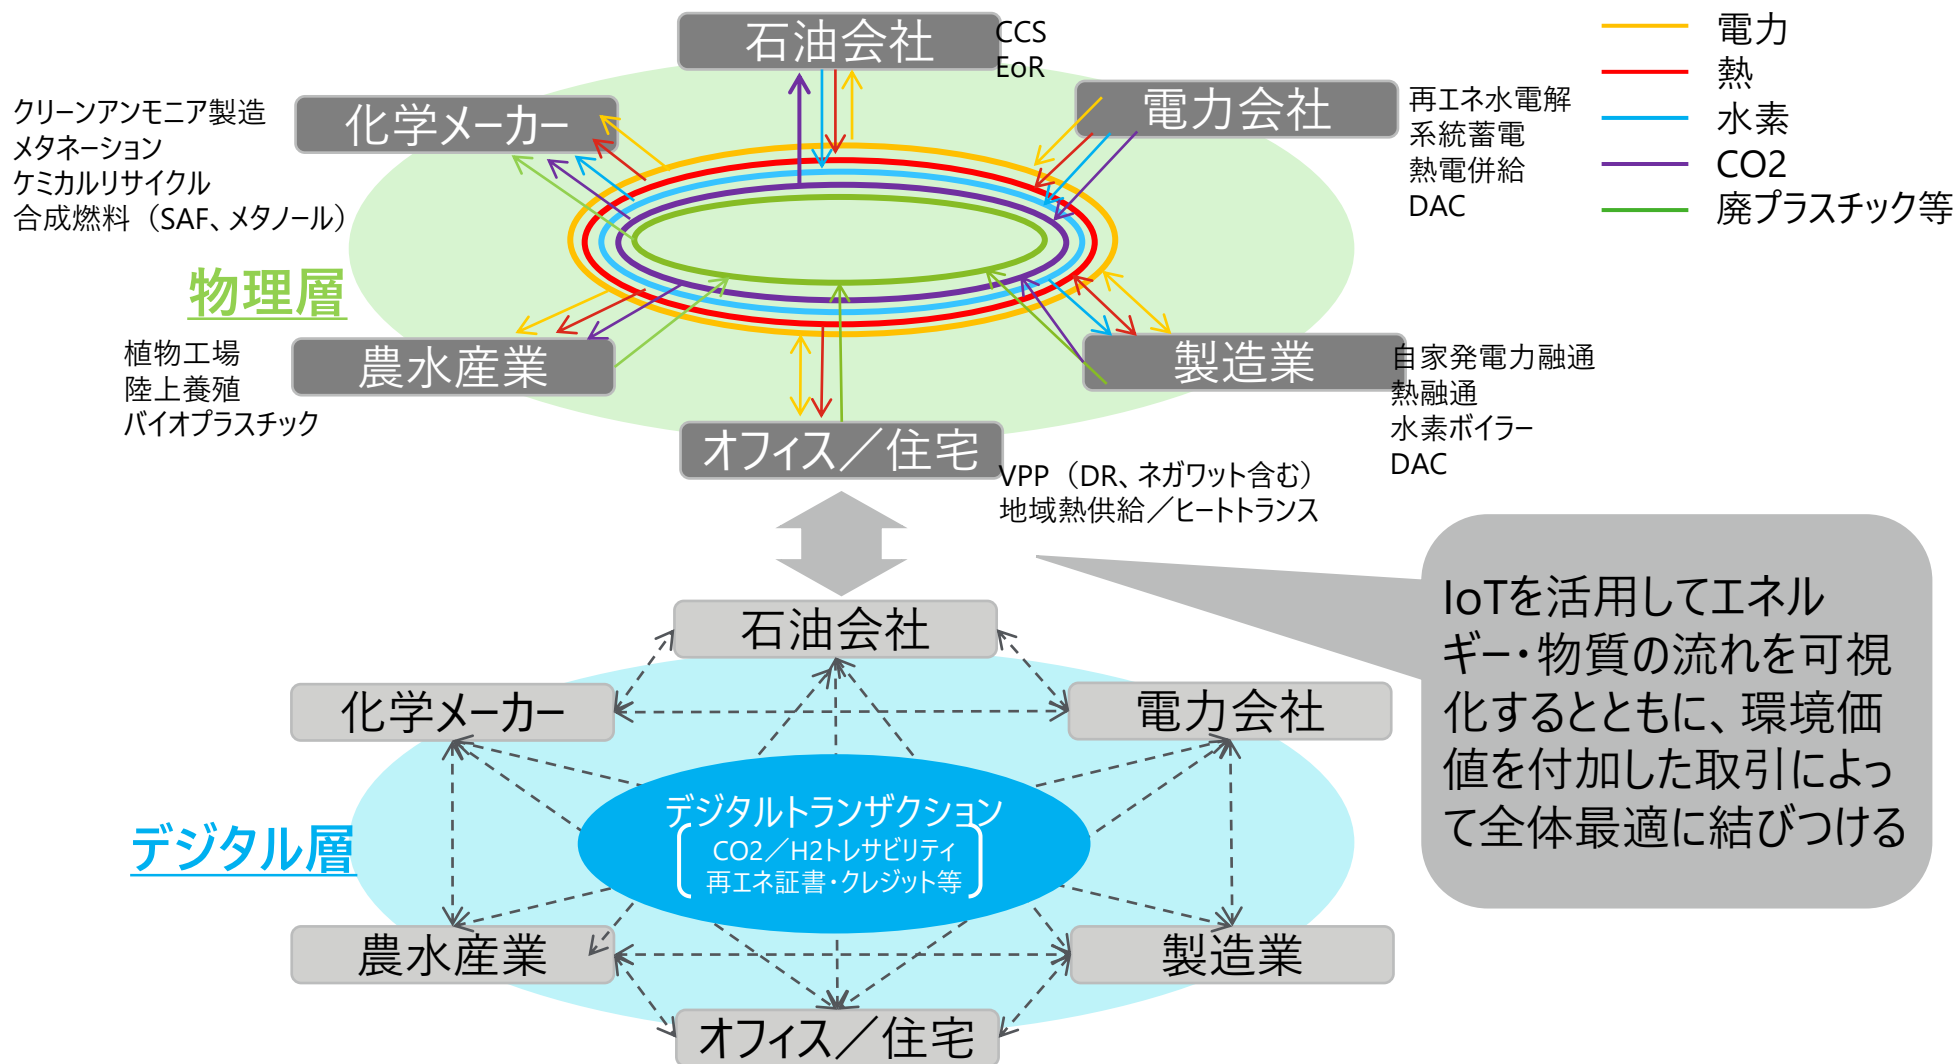 石油会社
CCS
EoR
電力
熱
水素
CO2
廃プラスチック等
化学メーカー
クリーンアンモニア製造
メタネーション
ケミカルリサイクル
合成燃料（SAF、メタノール）
電力会社
再エネ水電解
系統蓄電
熱電併給
DAC
物理層
農水産業
植物工場
陸上養殖
バイオプラスチック
製造業
自家発電力融通
熱融通
水素ボイラー
DAC
オフィス／住宅
VPP（DR、ネガワット含む）
地域熱供給／ヒートトランス
IoTを活用してエネル
ギー・物質の流れを可視
化するとともに、環境価
値を付加した取引によっ
て全体最適に結びつける
石油会社
化学メーカー
電力会社
デジタル層
デジタルトランザクション
CO2／H2トレサビリティ
再エネ証書・クレジット等
農水産業
製造業
オフィス／住宅